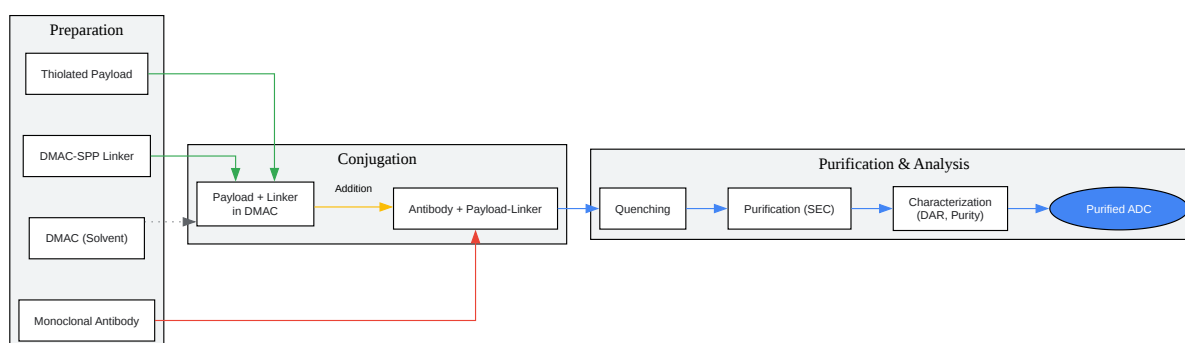 Preparation
Thiolated Payload
DMAC-SPP Linker
DMAC (Solvent)
Monoclonal Antibody
Conjugation
Payload + Linker
in DMAC
Addition
Antibody + Payload-Linker
Purification & Analysis
Quenching
Purification (SEC)
Characterization
(DAR, Purity)
Purified ADC